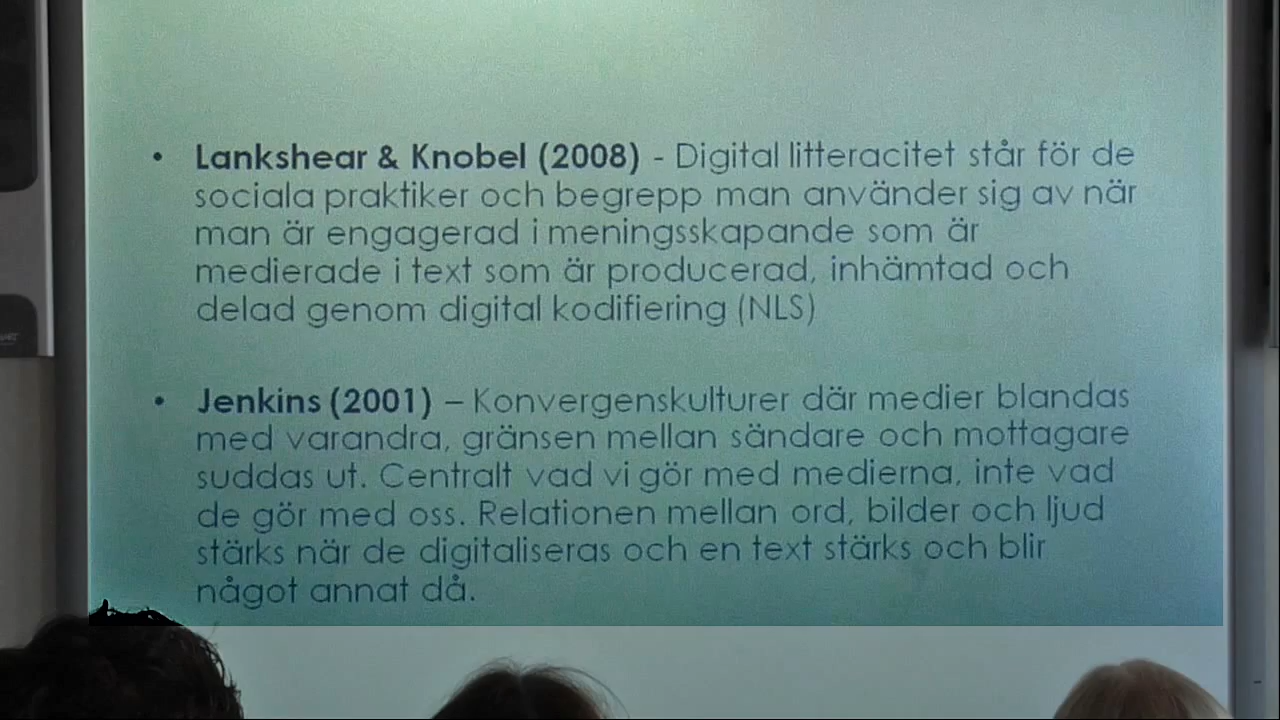 • Lankshear & Knobel (2008) - Digital litteracitet står för de
sociala praktiker och begrepp man använder sig av när
man är engagerad i meningsskapande som är
medierade i text som är producerad, inhämtad och
delad genom digital kodifiering (NLS)
• Jenkins (2001) – Konvergenskulturer där medier blandas
med varandra, gränsen mellan sändare och mottagare
suddas ut. Centralt vad vi gör med medierna, inte vad
de gör med oss. Relationen mellan ord, bilder och ljud
stärks när de digitaliseras och en text stärks och blir
något annat då.